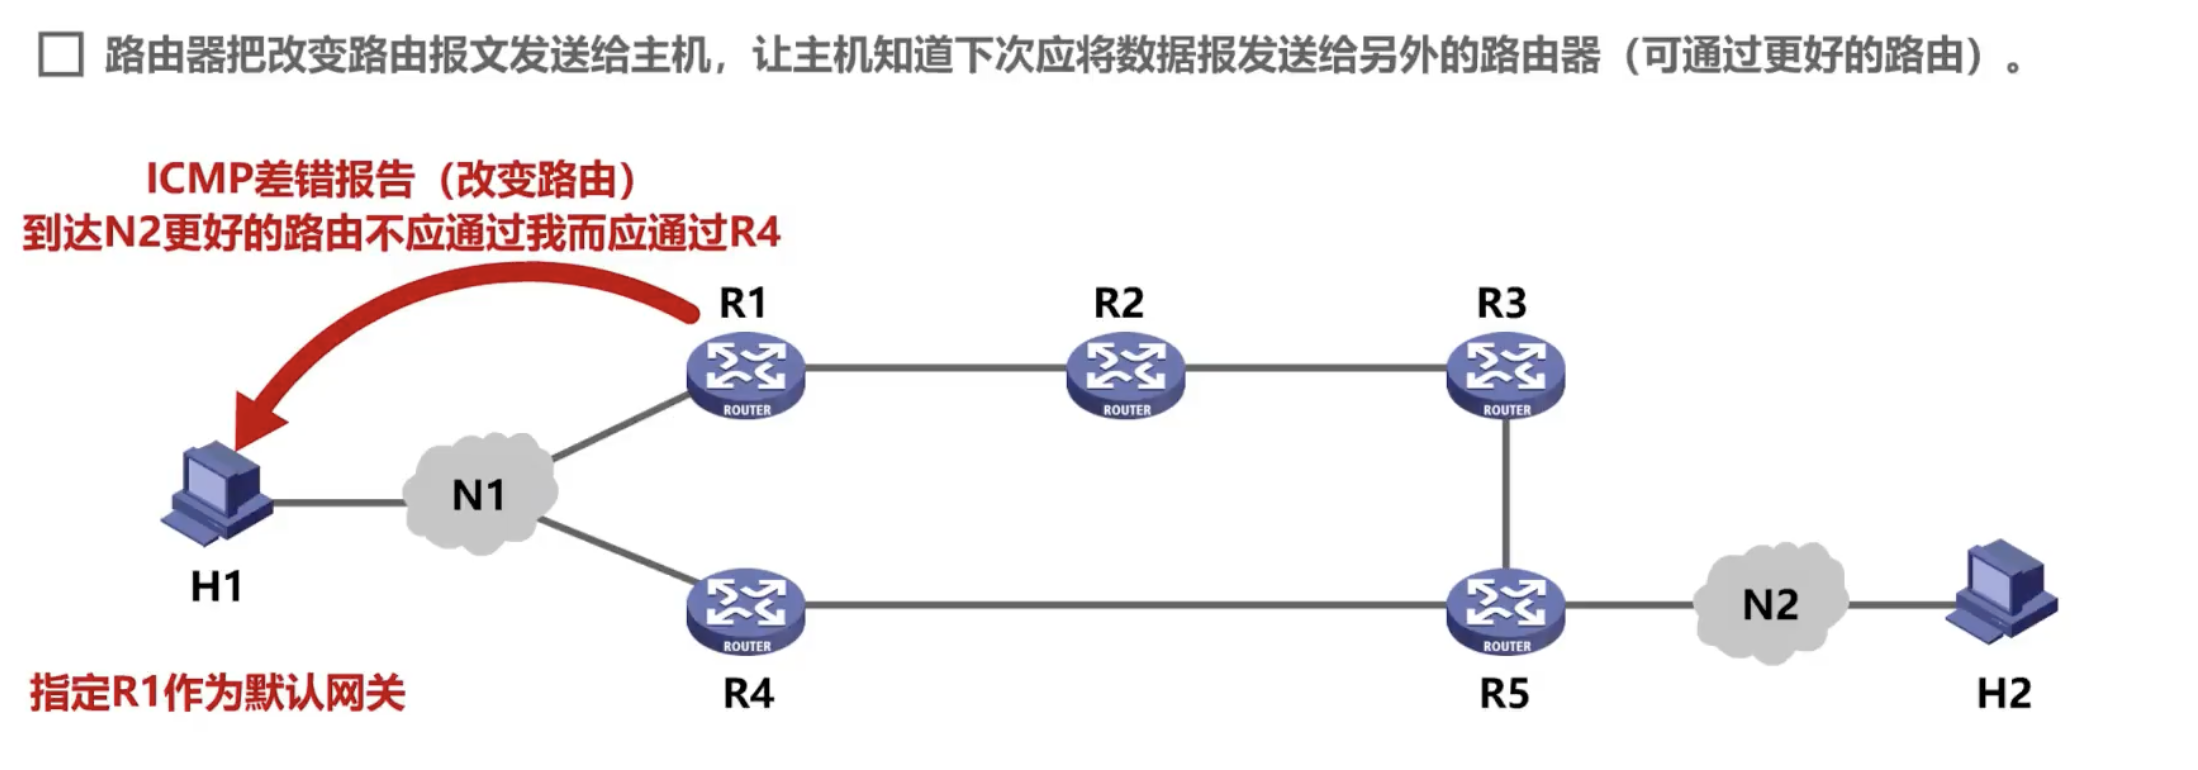 路由器把改变路由报文发送给主机，让主机知道下次应将数据报发送给另外的路由器（可通过更好的路由）。
ICMP差错报告（改变路由）
到达N2更好的路由不应通过我而应通过R4
R1
R2
R3
ROUTER
ROUTER
ROUTER
N1
H1
ROUTER
ROUTER
N2
指定R1作为默认网关
R4
R5
H2